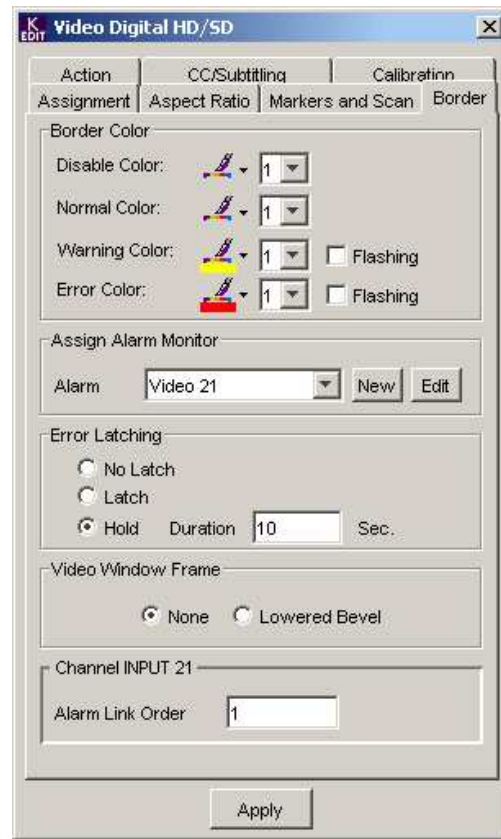 K EDIT Video Digital HD/SD
Action CC/Subtitling Calibration
Assignment Aspect Ratio Markers and Scan Border
Border Color
Disable Color: 1
Normal Color: 1
Warning Color: 1 Flashing
Error Color: 1 Flashing
Assign Alarm Monitor
Alarm Video 21 New Edit
Error Latching
No Latch
Latch
Hold Duration 10 Sec.
Video Window Frame
None Lowered Bevel
Channel INPUT 21
Alarm Link Order 1
Apply